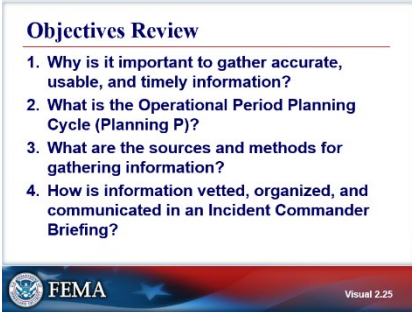 Objectives Review
1. Why is it important to gather accurate,
usable, and timely information?
2. What is the Operational Period Planning
Cycle (Planning P)?
3. What are the sources and methods for
gathering information?
4. How is information vetted, organized, and
communicated in an Incident Commander
Briefing?
FEMA
Visual 2.25